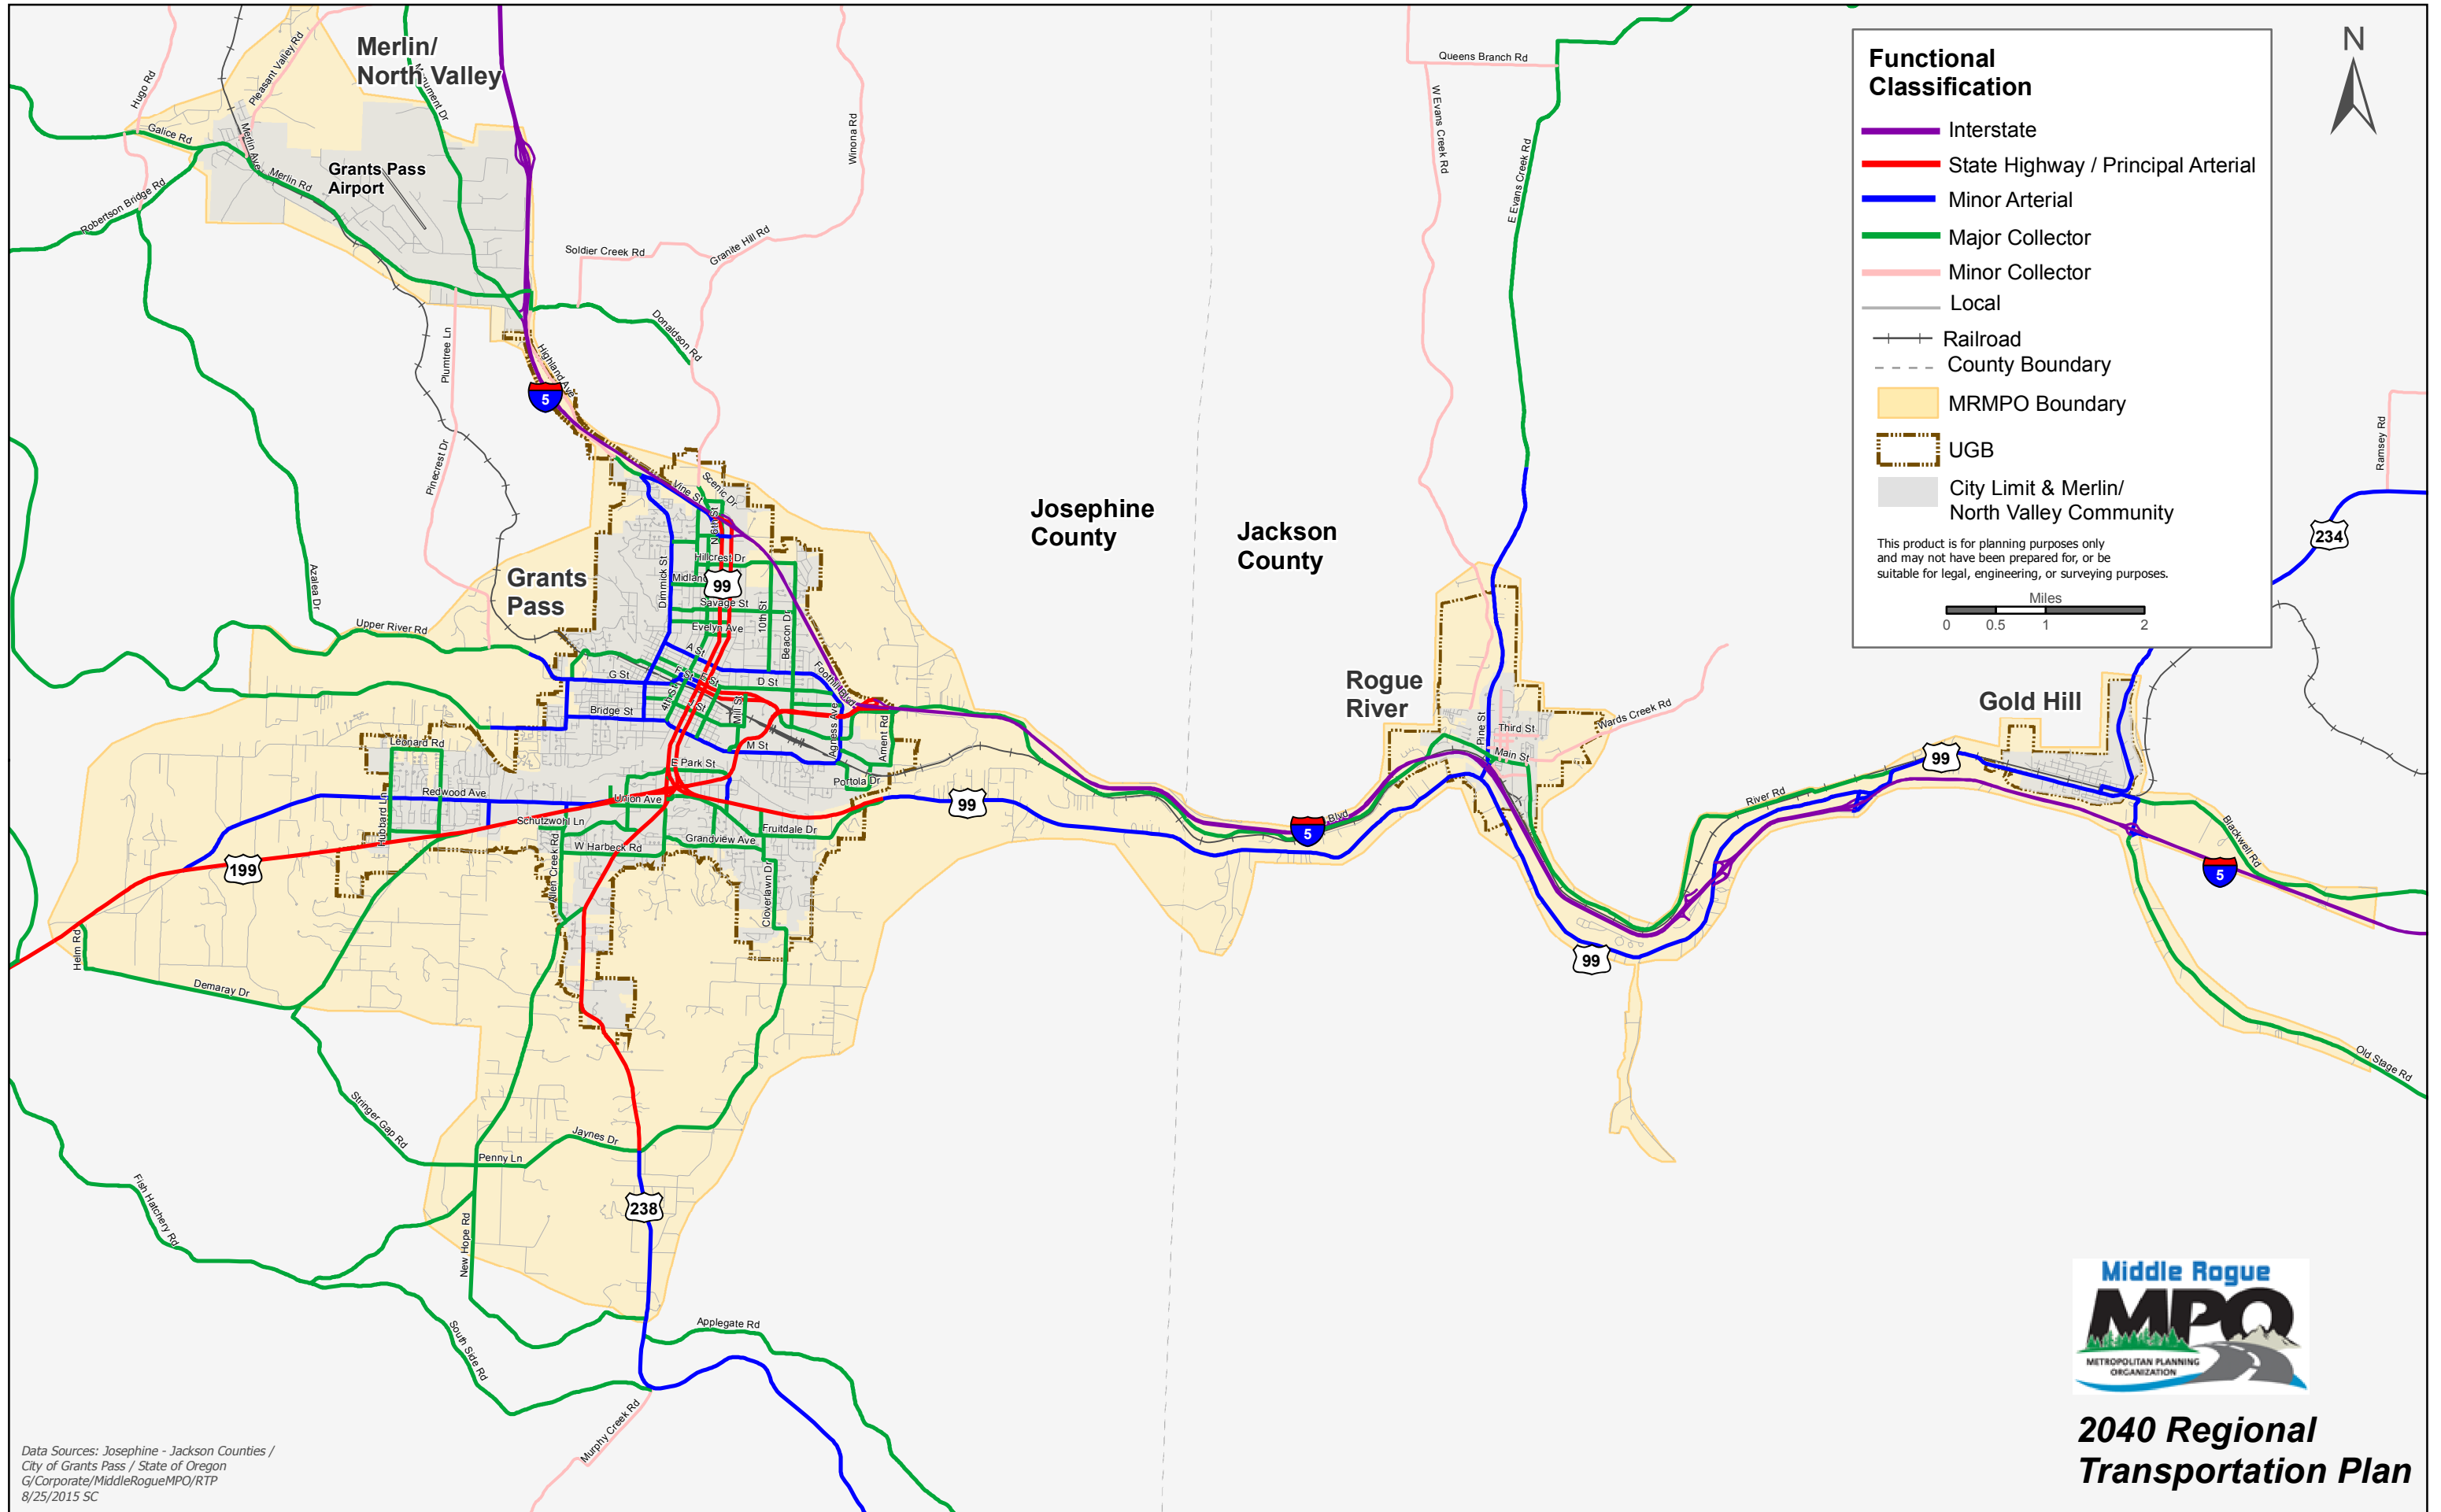 Merlin/
North Valley
Hugo Rd
Pleasant Valley Rd
Monument Dr
Galice Rd
Merlin Ave
Merlin Rd
Grants Pass
Airport
Robertson Bridge Rd
Winona Rd
Soldier Creek Rd
Granite Hill Rd
Donaldson Rd
Plumtree Ln
Highland Ave
5
Pinecrest Dr
Queens Branch Rd
W Evans Creek Rd
E Evans Creek Rd
Functional
Classification
Interstate
State Highway / Principal Arterial
Minor Arterial
Major Collector
Minor Collector
Local
Railroad
County Boundary
MRMPO Boundary
UGB
City Limit & Merlin/
North Valley Community
This product is for planning purposes only
and may not have been prepared for, or be
suitable for legal, engineering, or surveying purposes.
Miles
0 0.5 1 2
N
Ramsey Rd
234
Josephine
County
Jackson
County
Grants
Pass
Vine St
Scenic Dr
Hillcrest Dr
Dimmick St
99
Savage St
Evelyn Ave
10th St
Beacon Dr
Azalea Dr
Upper River Rd
A St
D St
G St
Bridge St
Mill St
M St
Agness Ave
Ament Rd
Portola Dr
E Park St
Leonard Rd
Redwood Ave
Hubbard Ln
Union Ave
Schutzwohl Ln
Fruitdale Dr
Grandview Ave
W Harbeck Rd
Allen Creek Rd
Cloverlawn Dr
199
99
Helm Rd
Demaray Dr
Stringer Gap Rd
Jaynes Dr
Penny Ln
238
Fish Hatchery Rd
New Hope Rd
South Side Rd
Applegate Rd
Murphy Creek Rd
Rogue
River
Pine St
Third St
Main St
Wards Creek Rd
Blvd
5
99
River Rd
99
Gold Hill
Blackwell Rd
5
Old Stage Rd
Middle Rogue
MPO
METROPOLITAN PLANNING
ORGANIZATION
2040 Regional
Transportation Plan
Data Sources: Josephine - Jackson Counties /
City of Grants Pass / State of Oregon
G/Corporate/MiddleRogueMPO/RTP
8/25/2015 SC